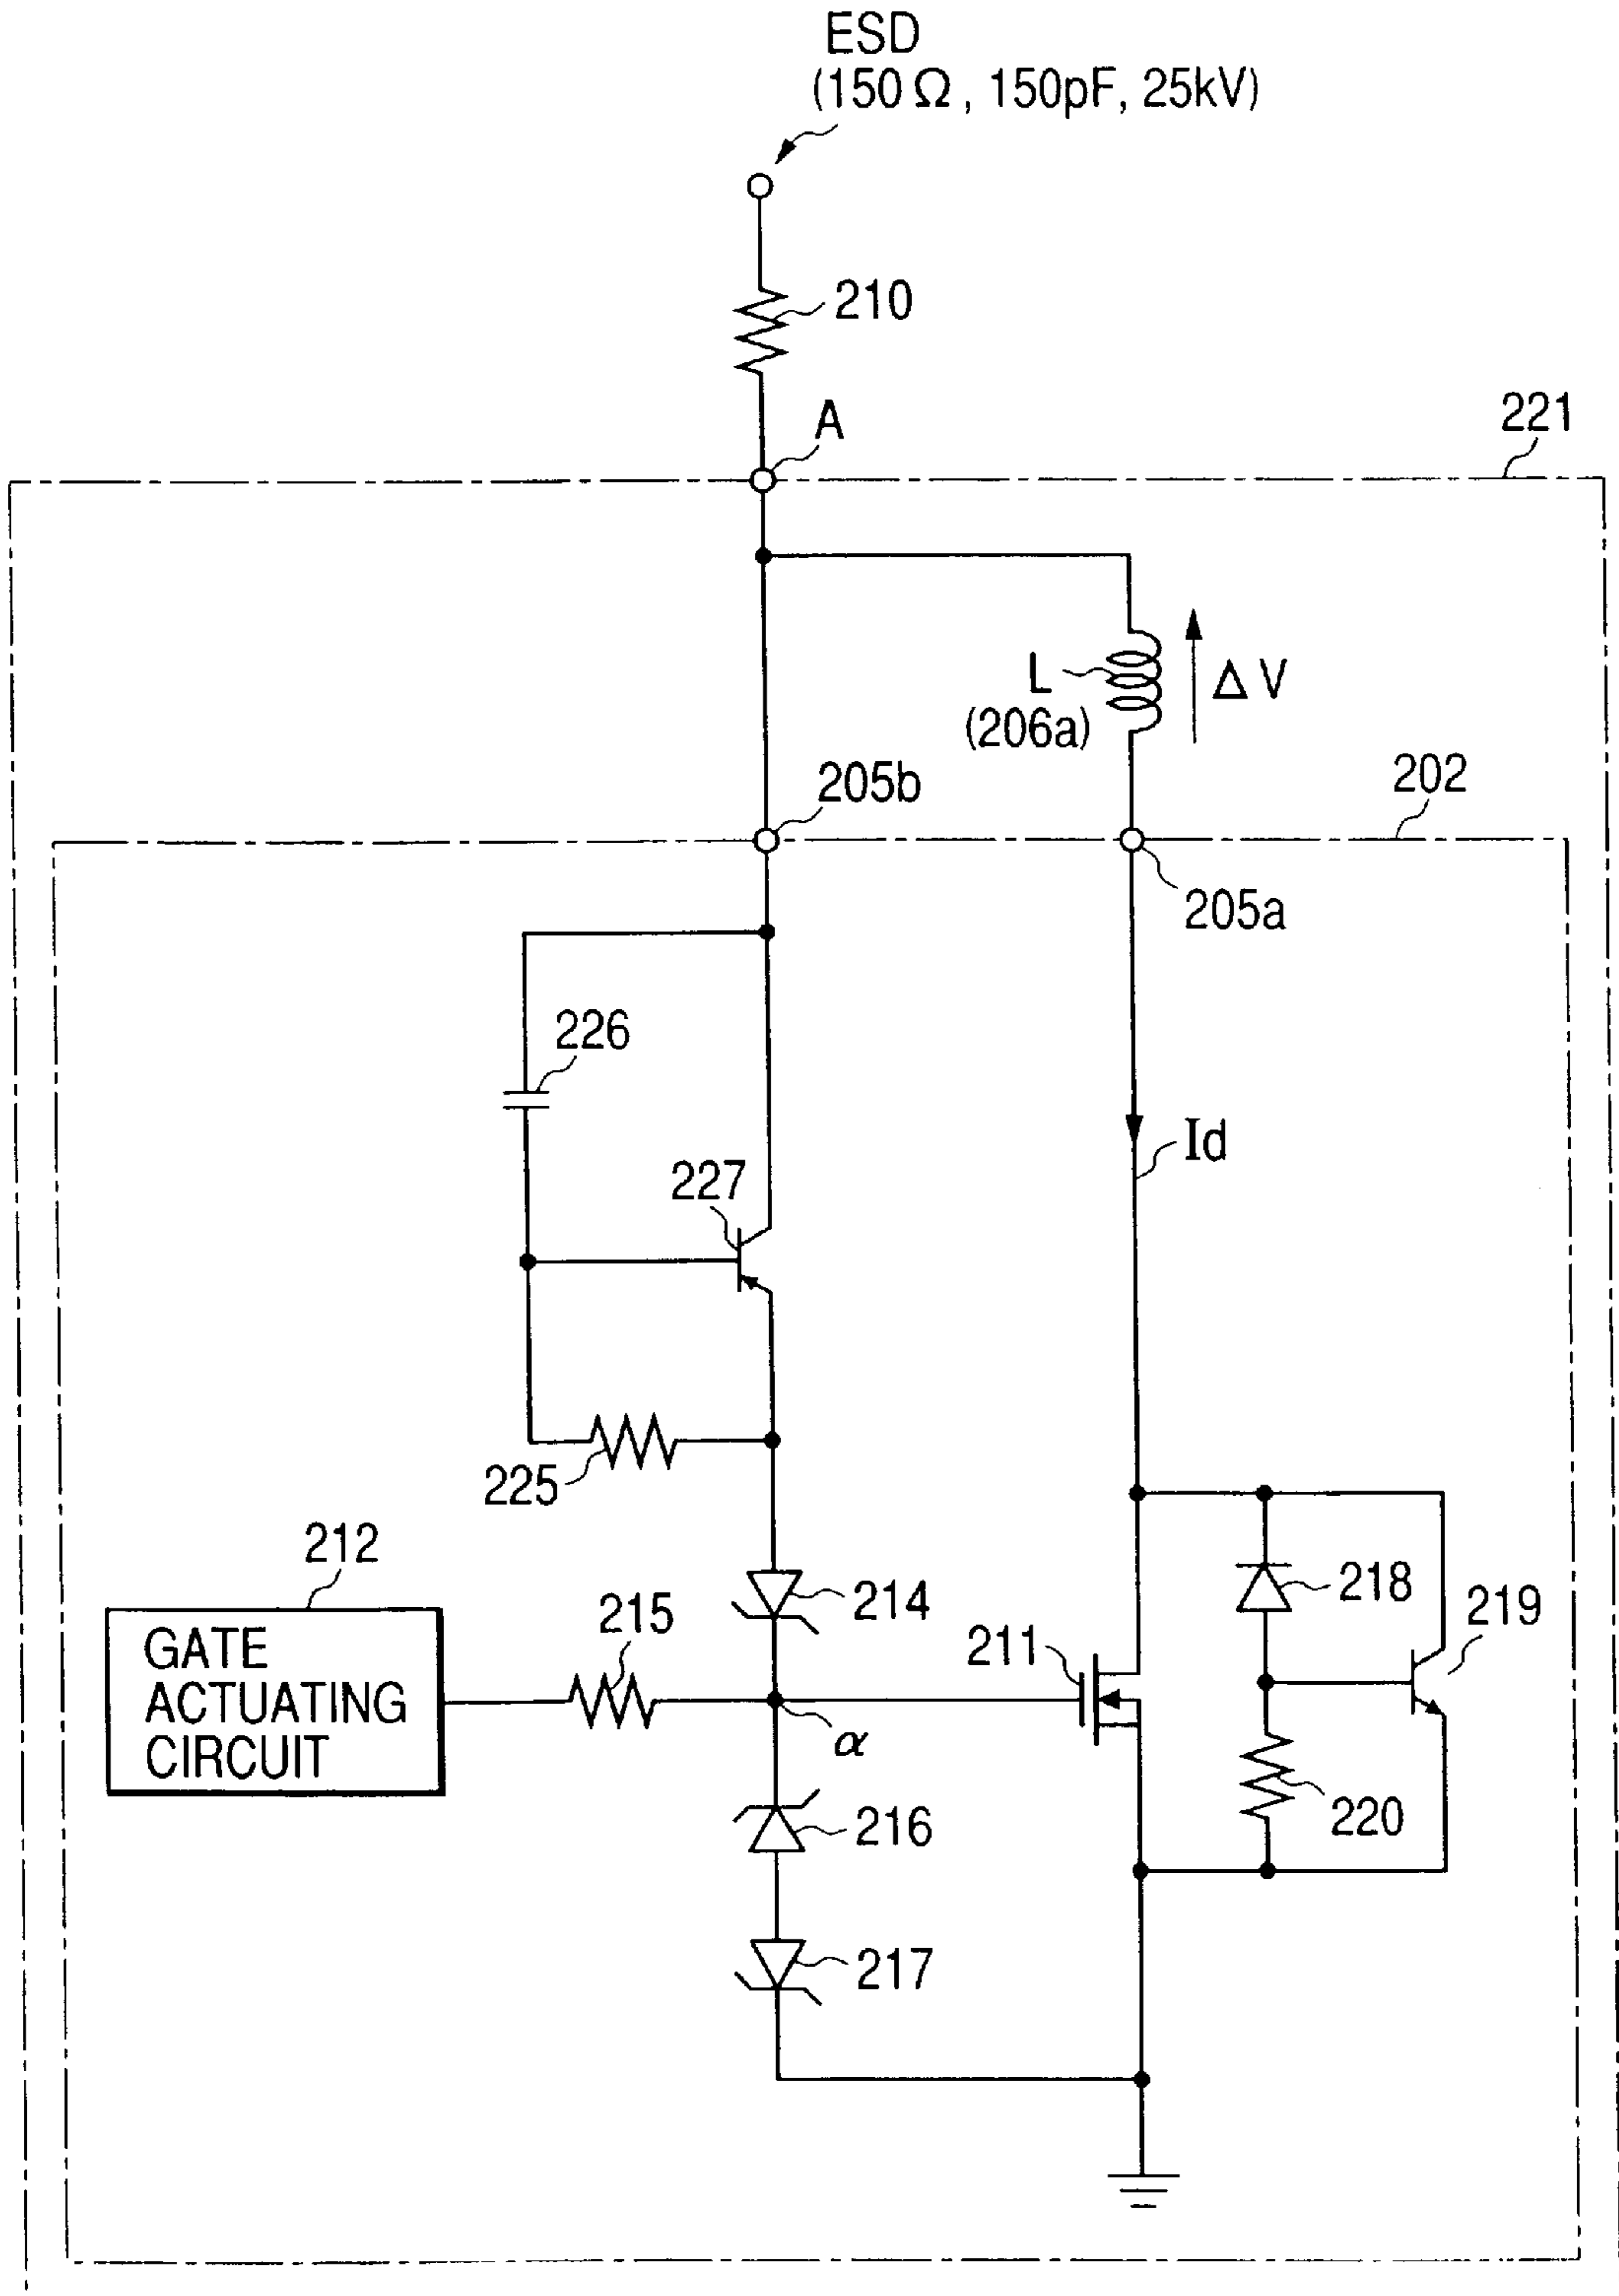 ESD
(150Ω, 150pF, 25kV)
210
A
221
L
(206a)
ΔV
205b
202
205a
226
Id
227
225
212
GATE
ACTUATING
CIRCUIT
215
214
211
218
219
α
216
220
217